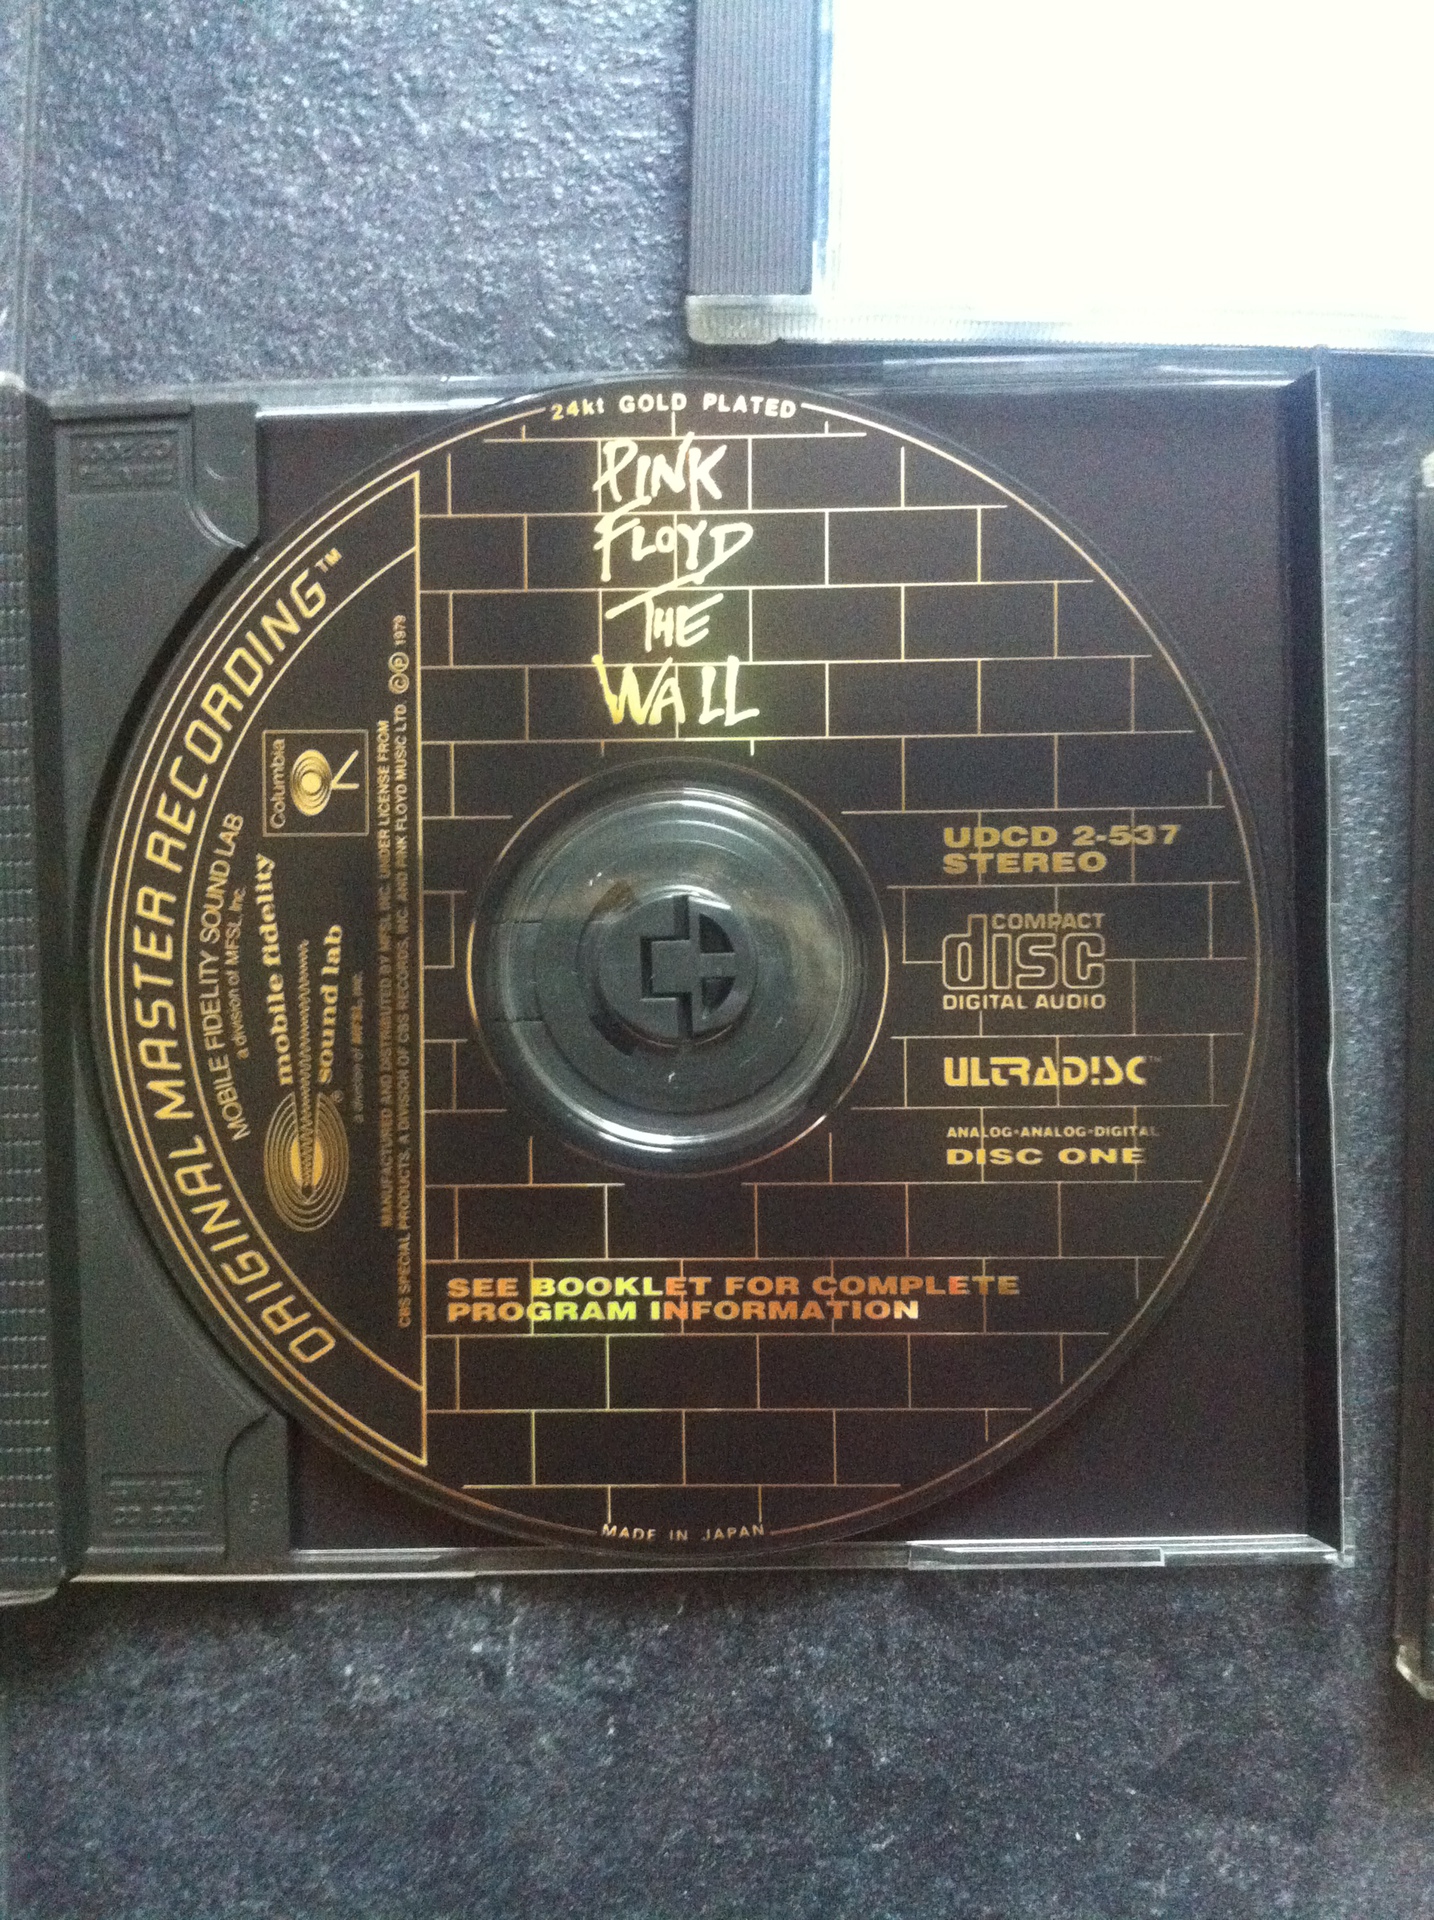 24kt GOLD PLATED
PINK
FLOYD
THE
WALL
ORIGINAL MASTER RECORDING™
MOBILE FIDELITY SOUND LAB
a division of MFSL, Inc.
mobile fidelity
sound lab
®
a division of MFSL, INC.
Columbia
MANUFACTURED AND DISTRIBUTED BY MFSL INC. UNDER LICENSE FROM
CBS SPECIAL PRODUCTS, A DIVISION OF CBS RECORDS, INC. AND PINK FLOYD MUSIC LTD. ©℗ 1979
UDCD 2-537
STEREO
COMPACT
disc
DIGITAL AUDIO
ULTRADISC™
ANALOG-ANALOG-DIGITAL
DISC ONE
SEE BOOKLET FOR COMPLETE
PROGRAM INFORMATION
MADE IN JAPAN